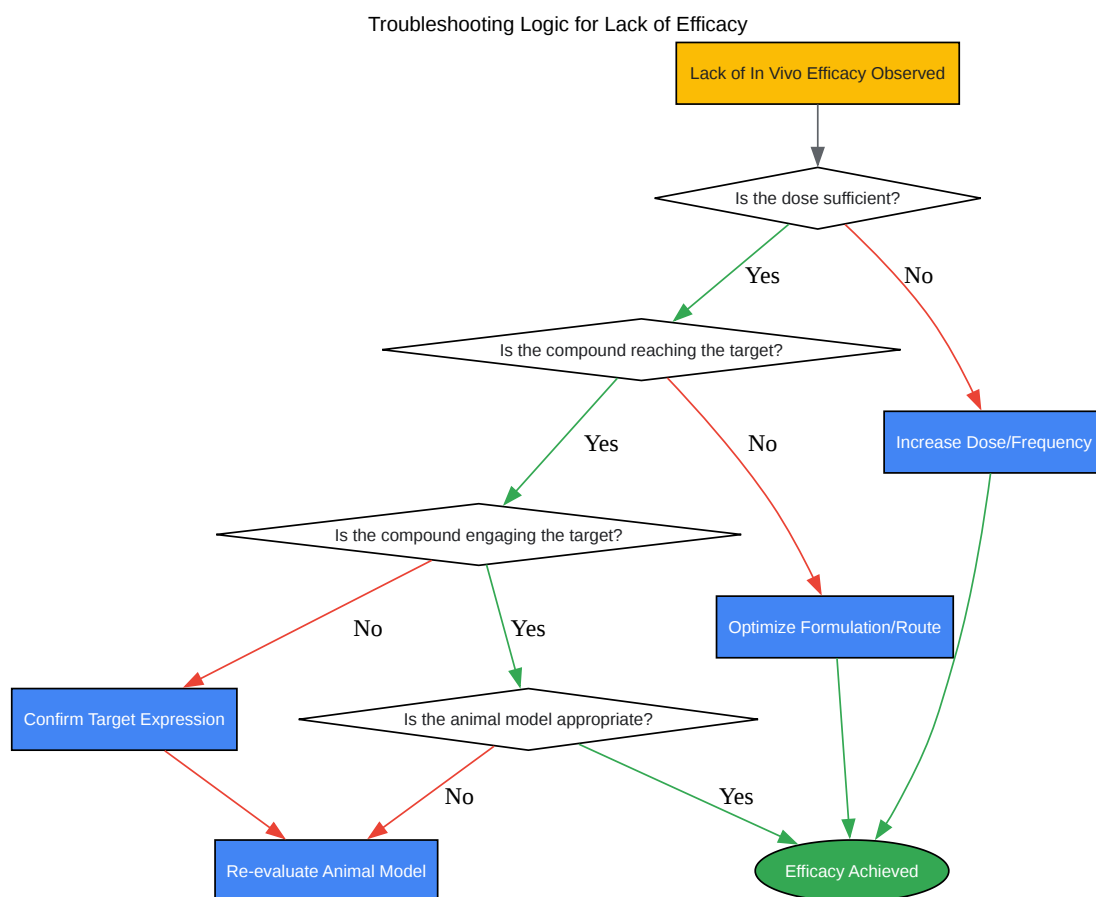 Troubleshooting Logic for Lack of Efficacy
Lack of In Vivo Efficacy Observed
Is the dose sufficient?
Yes
No
Is the compound reaching the target?
Increase Dose/Frequency
Yes
No
Is the compound engaging the target?
Optimize Formulation/Route
No
Yes
Confirm Target Expression
Is the animal model appropriate?
No
Yes
Re-evaluate Animal Model
Efficacy Achieved